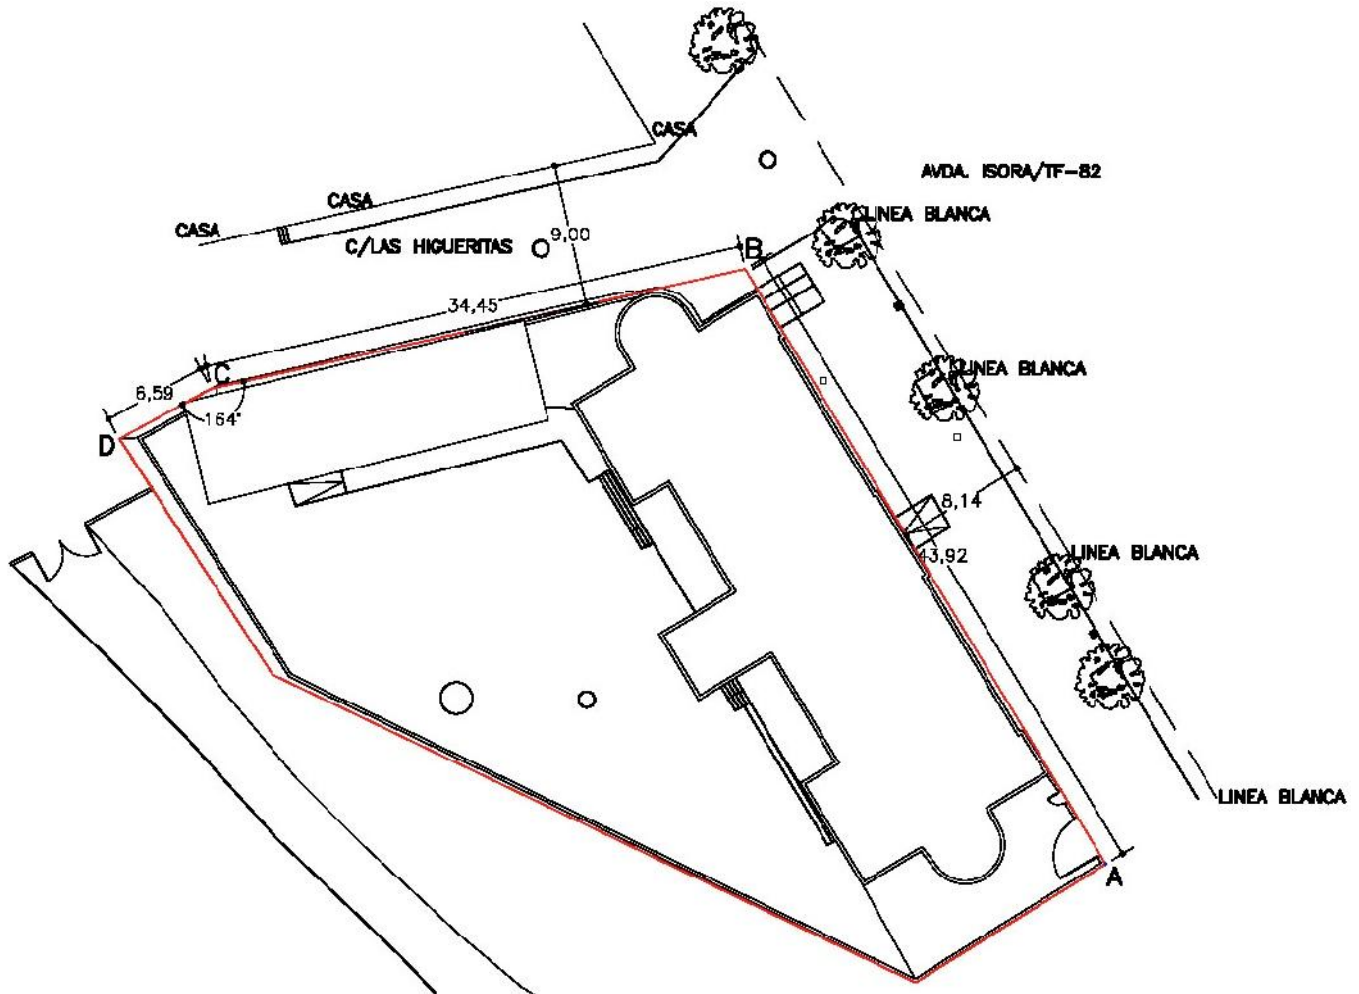 CASA
AVDA. ISORA/TF-82
CASA
LINEA BLANCA
CASA
C/LAS HIGUERITAS
9,00
B
34,45
C
LINEA BLANCA
6,59
164°
D
8,14
43,92
LINEA BLANCA
LINEA BLANCA
A